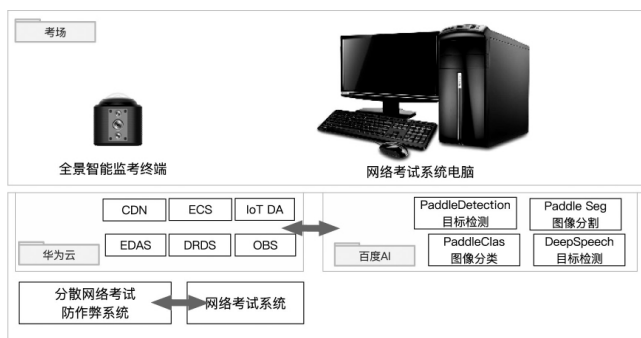 考场
全景智能监考终端
网络考试系统电脑
CDN
ECS
IoT DA
EDAS
DRDS
OBS
华为云
PaddleDetection
目标检测
Paddle Seg
图像分割
PaddleClas
图像分类
DeepSpeech
目标检测
百度AI
分散网络考试
防作弊系统
网络考试系统